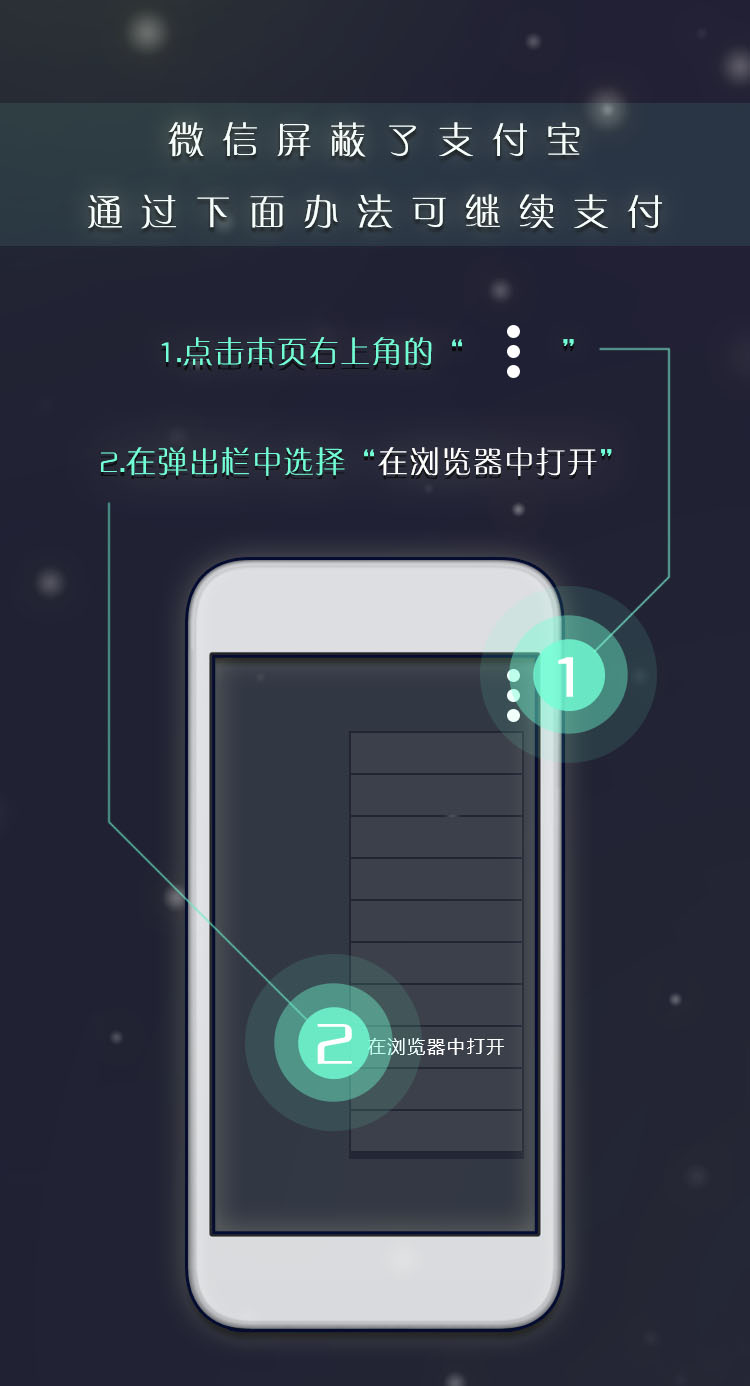 微信屏蔽了支付宝
通过下面办法可继续支付
1.点击本页右上角的“ ”
2.在弹出栏中选择“在浏览器中打开”
1
2
在浏览器中打开